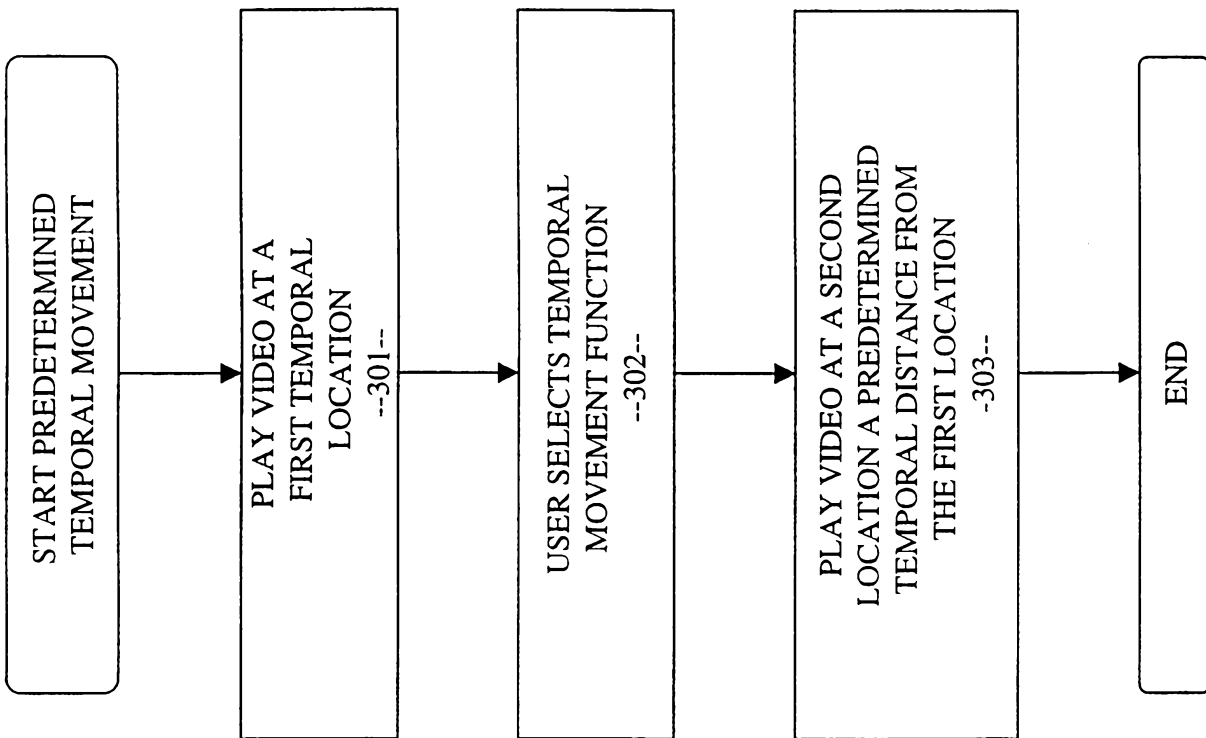 START PREDETERMINED
TEMPORAL MOVEMENT
PLAY VIDEO AT A
FIRST TEMPORAL
LOCATION
--301--
USER SELECTS TEMPORAL
MOVEMENT FUNCTION
--302--
PLAY VIDEO AT A SECOND
LOCATION A PREDETERMINED
TEMPORAL DISTANCE FROM
THE FIRST LOCATION
-303--
END